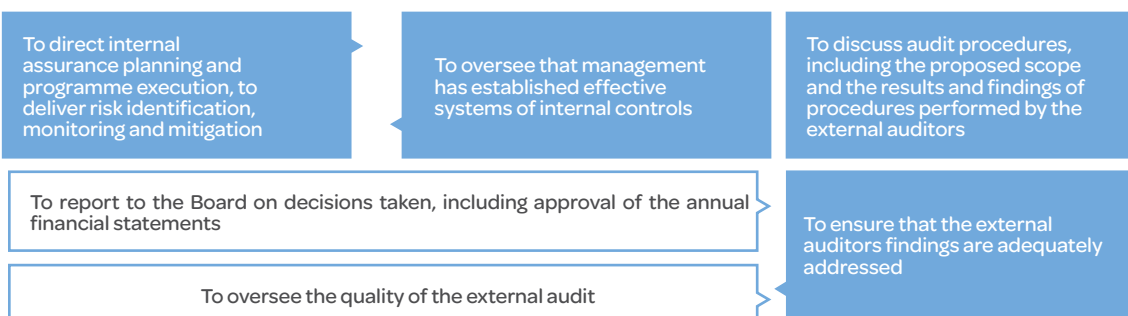 To direct internal
assurance planning and
programme execution, to
deliver risk identification,
monitoring and mitigation
To oversee that management
has established effective
systems of internal controls
To discuss audit procedures,
including the proposed scope
and the results and findings of
procedures performed by the
external auditors
To report to the Board on decisions taken, including approval of the annual
financial statements
To ensure that the external
auditors findings are adequately
addressed
To oversee the quality of the external audit